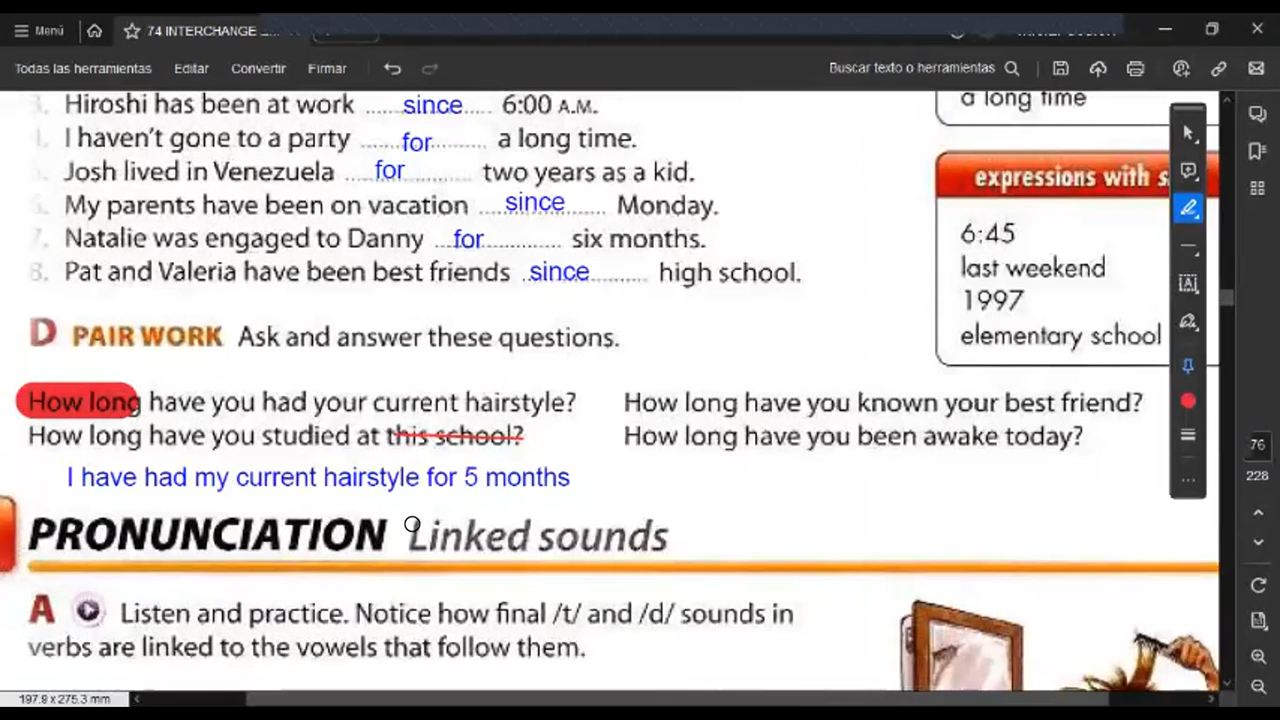 Menú 74 INTERCHANGE
Todas las herramientas Editar Convertir Firmar Buscar texto o herramientas
3. Hiroshi has been at work since 6:00 A.M.
a long time
I haven't gone to a party for a long time.
Josh lived in Venezuela for two years as a kid.
expressions with
My parents have been on vacation since Monday.
6:45
7. Natalie was engaged to Danny for six months.
last weekend
8. Pat and Valeria have been best friends since high school.
1997
elementary school
D PAIR WORK Ask and answer these questions.
How long have you had your current hairstyle? How long have you known your best friend?
How long have you studied at this school? How long have you been awake today?
76
228
I have had my current hairstyle for 5 months
PRONUNCIATION Linked sounds
A Listen and practice. Notice how final /t/ and /d/ sounds in
verbs are linked to the vowels that follow them.
197.9 x 275.3 mm